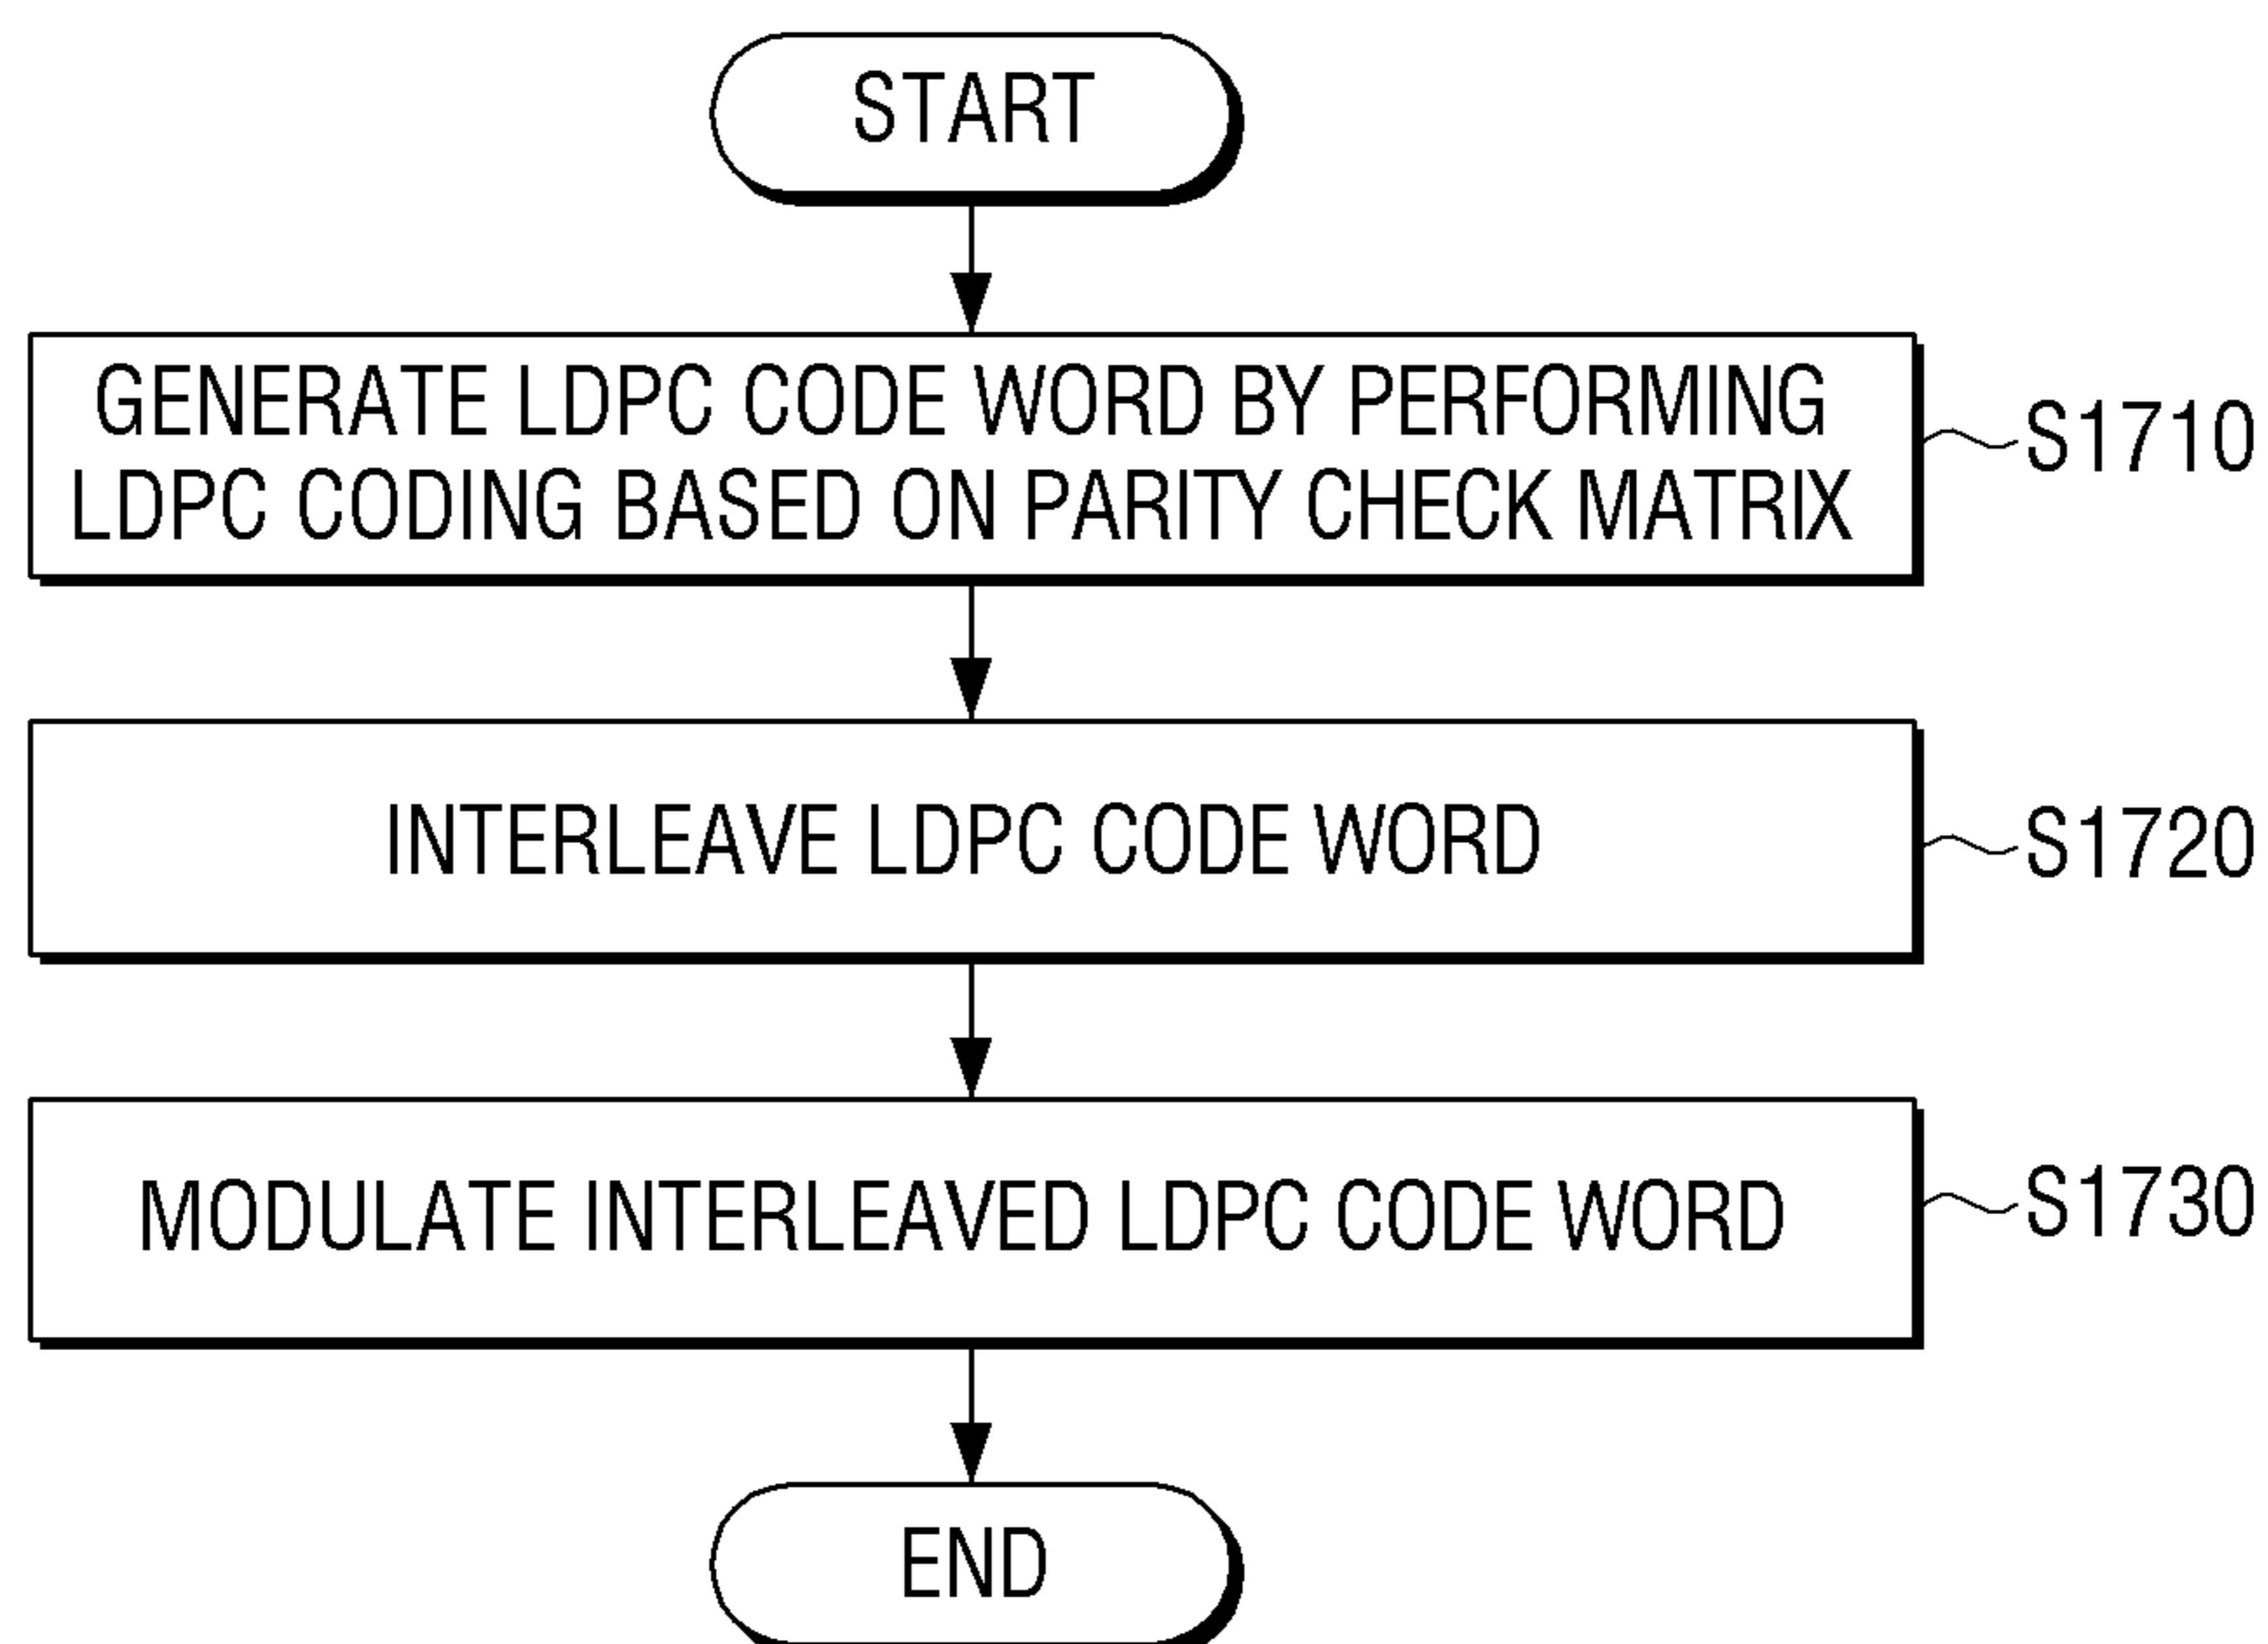 START
GENERATE LDPC CODE WORD BY PERFORMING
LDPC CODING BASED ON PARITY CHECK MATRIX
S1710
INTERLEAVE LDPC CODE WORD
S1720
MODULATE INTERLEAVED LDPC CODE WORD
S1730
END